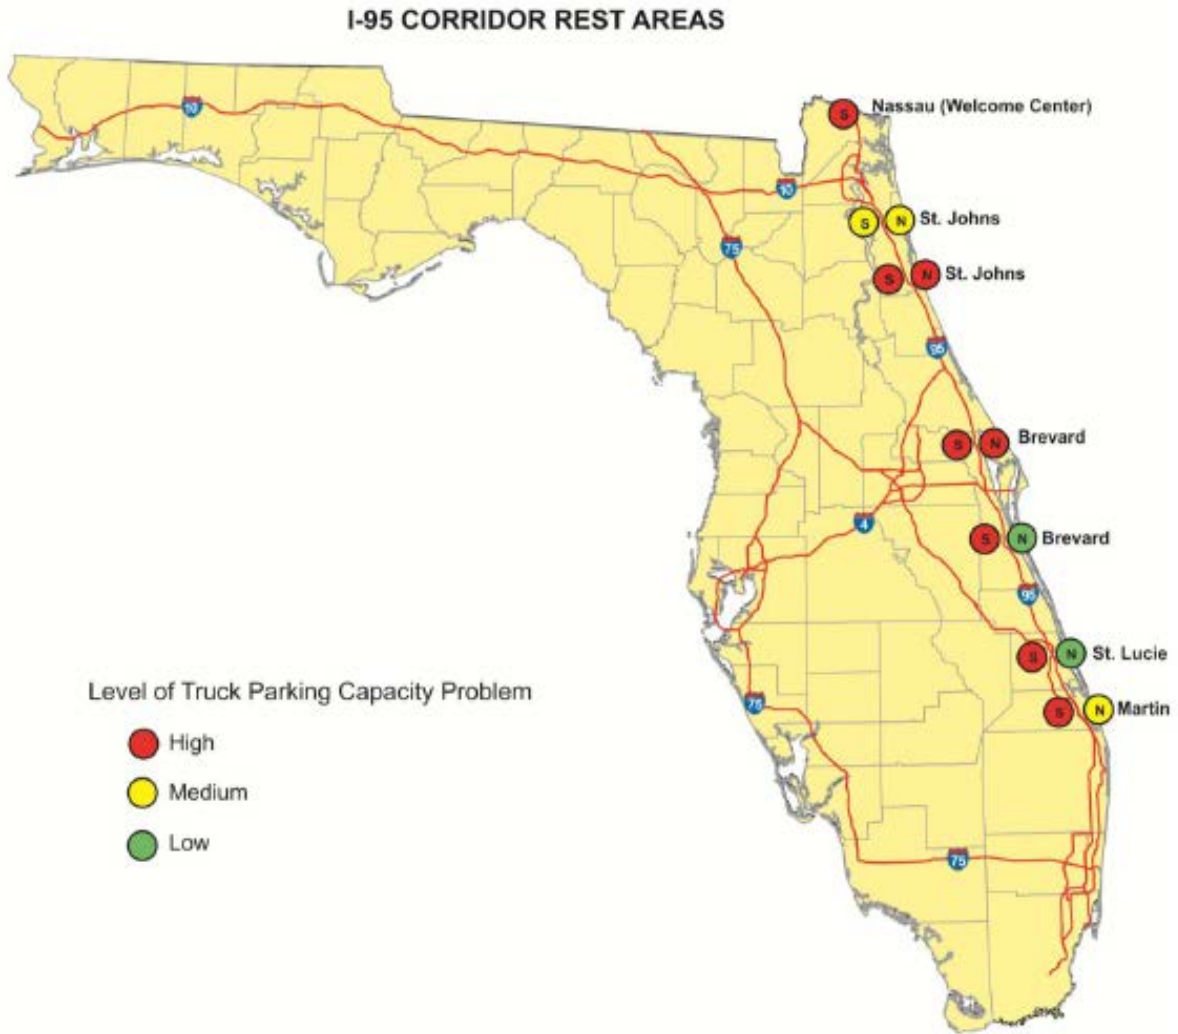 I-95 CORRIDOR REST AREAS
S Nassau (Welcome Center)
10
10
S N St. Johns
75
S N St. Johns
95
S N Brevard
4
S N Brevard
95
S N St. Lucie
Level of Truck Parking Capacity Problem
75
S N Martin
High
Medium
Low
75